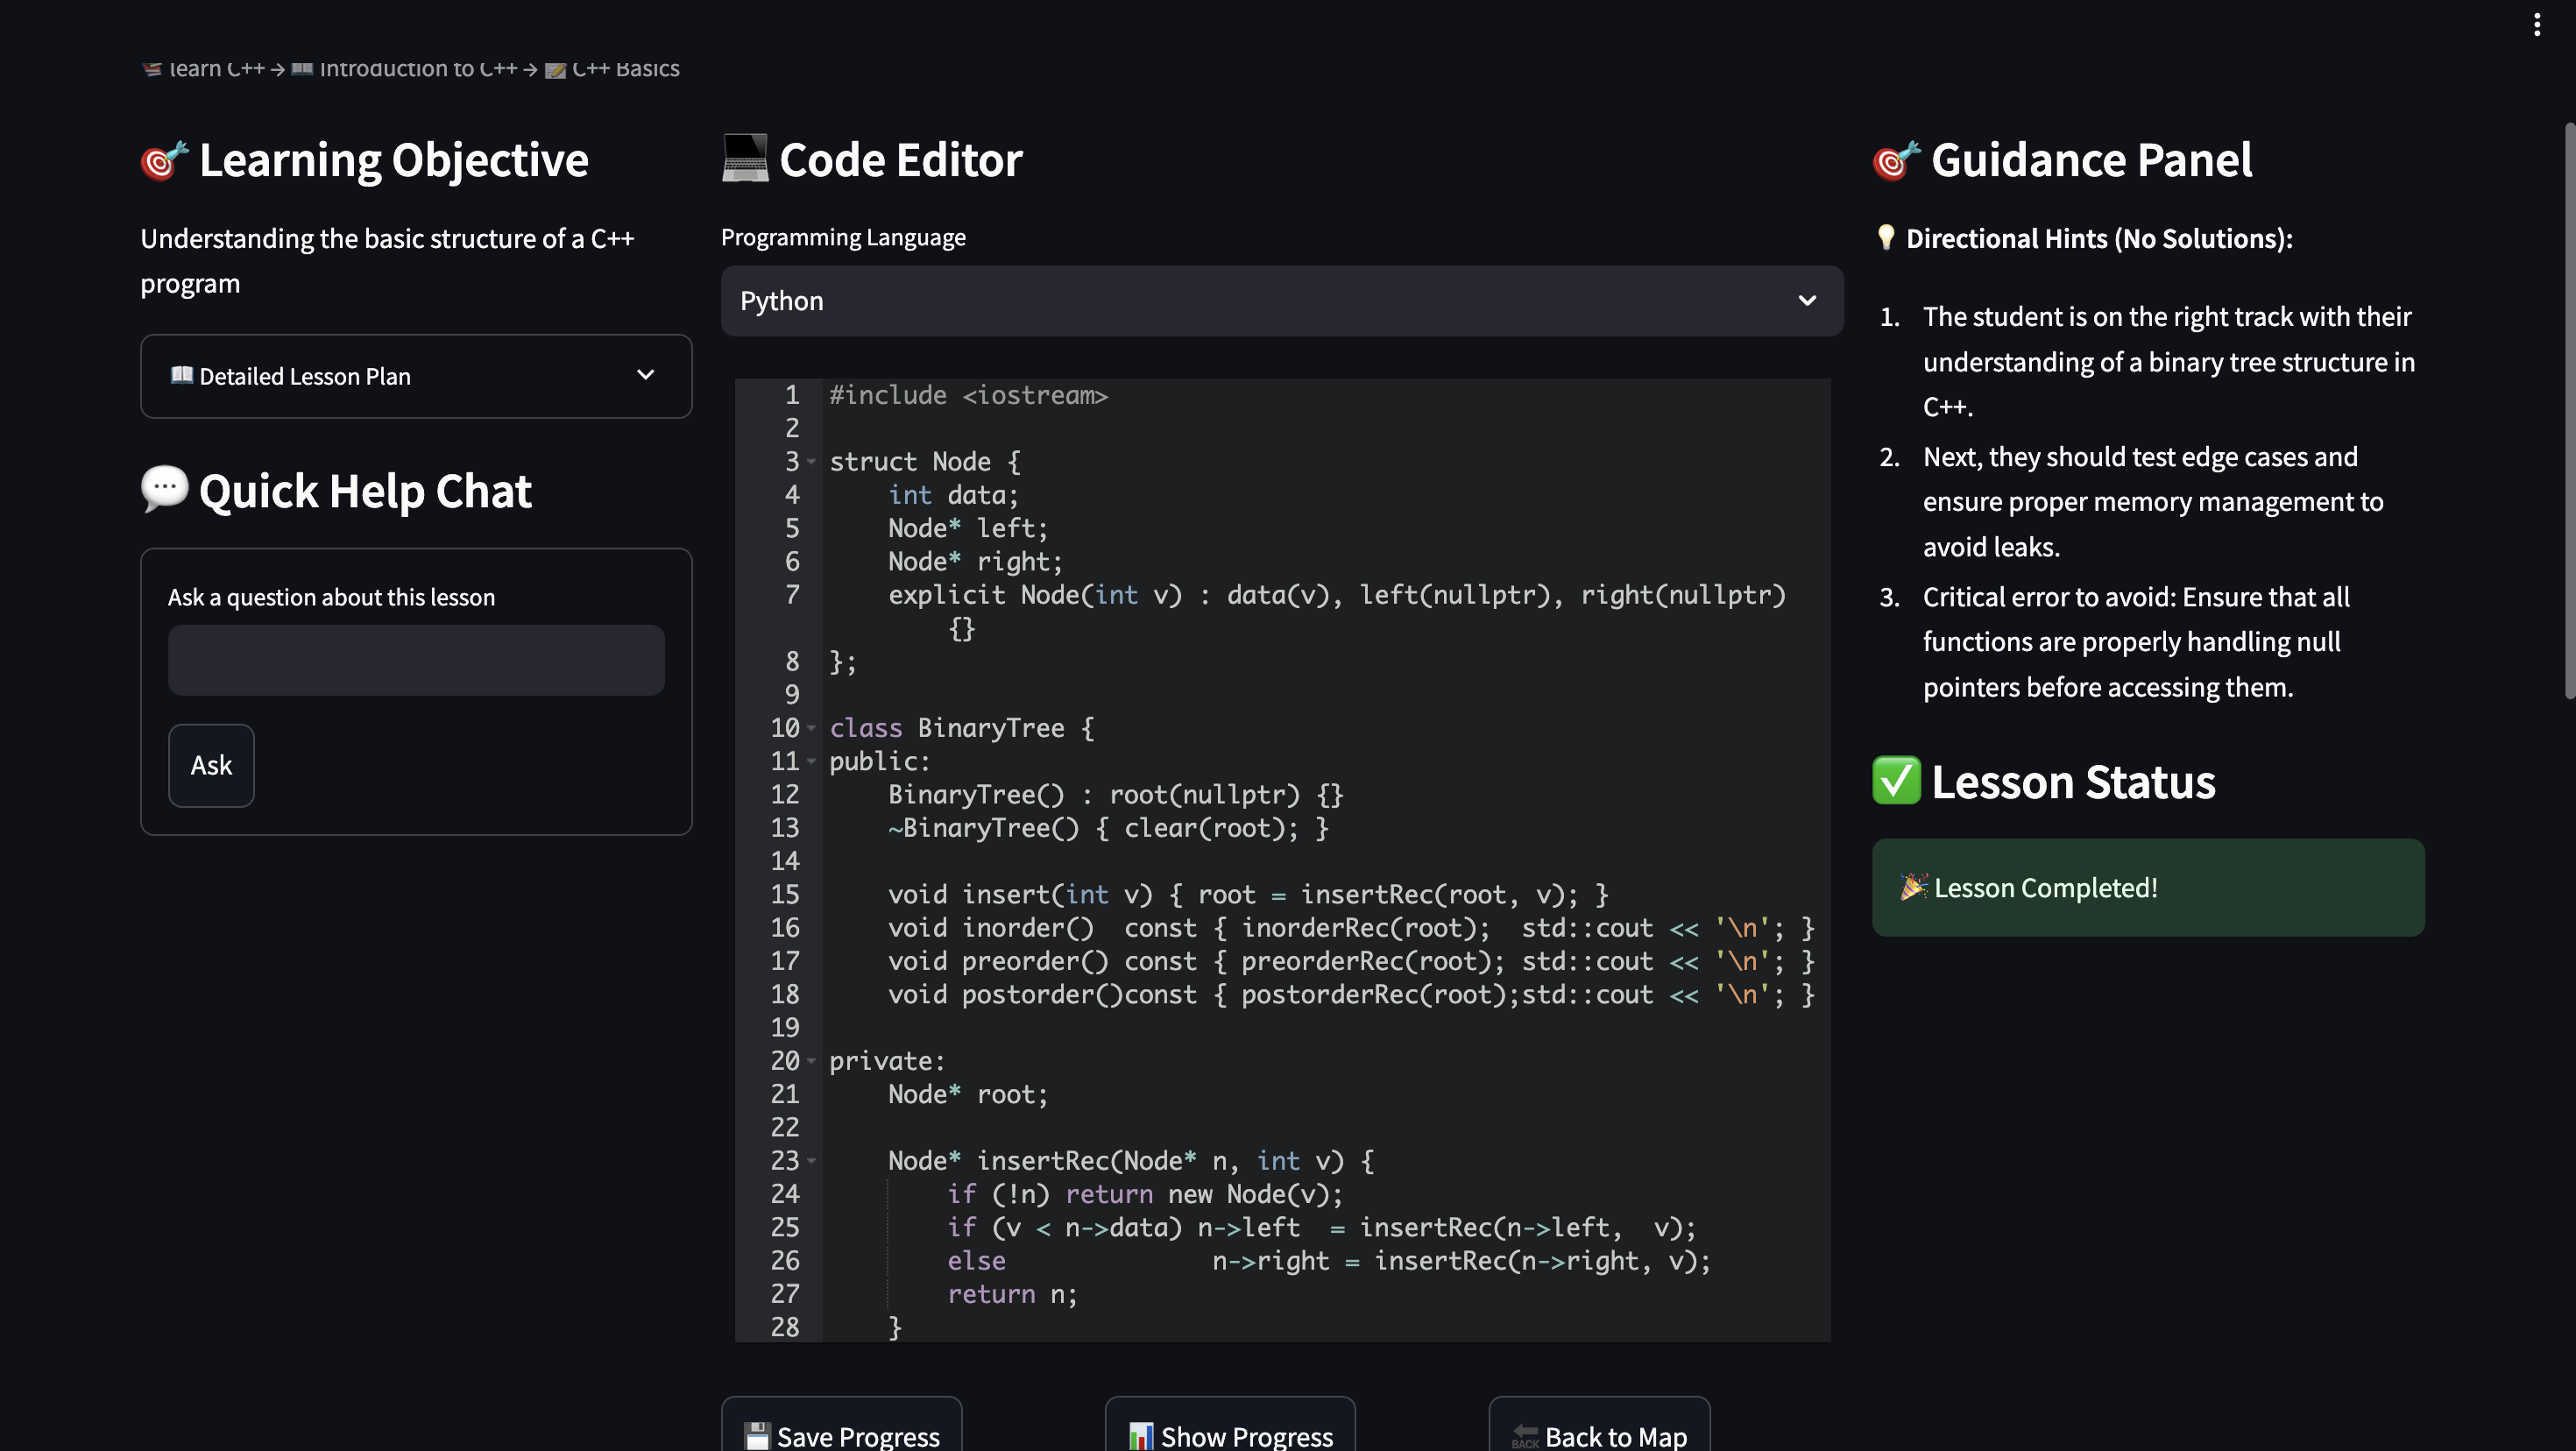 learn C++ → Introduction to C++ → C++ Basics
Learning Objective
Understanding the basic structure of a C++
program
Detailed Lesson Plan
Quick Help Chat
Ask a question about this lesson
Ask
Code Editor
Programming Language
Python
1 #include <iostream>
2
3 struct Node {
4     int data;
5     Node* left;
6     Node* right;
7     explicit Node(int v) : data(v), left(nullptr), right(nullptr)
        {}
8 };
9
10 class BinaryTree {
11 public:
12     BinaryTree() : root(nullptr) {}
13     ~BinaryTree() { clear(root); }
14
15     void insert(int v) { root = insertRec(root, v); }
16     void inorder()  const { inorderRec(root);  std::cout << '\n'; }
17     void preorder() const { preorderRec(root); std::cout << '\n'; }
18     void postorder()const { postorderRec(root);std::cout << '\n'; }
19
20 private:
21     Node* root;
22
23     Node* insertRec(Node* n, int v) {
24         if (!n) return new Node(v);
25         if (v < n->data) n->left  = insertRec(n->left,  v);
26         else              n->right = insertRec(n->right, v);
27         return n;
28     }
Save Progress
Show Progress
BACK Back to Map
Guidance Panel
Directional Hints (No Solutions):
1. The student is on the right track with their
understanding of a binary tree structure in
C++.
2. Next, they should test edge cases and
ensure proper memory management to
avoid leaks.
3. Critical error to avoid: Ensure that all
functions are properly handling null
pointers before accessing them.
Lesson Status
Lesson Completed!